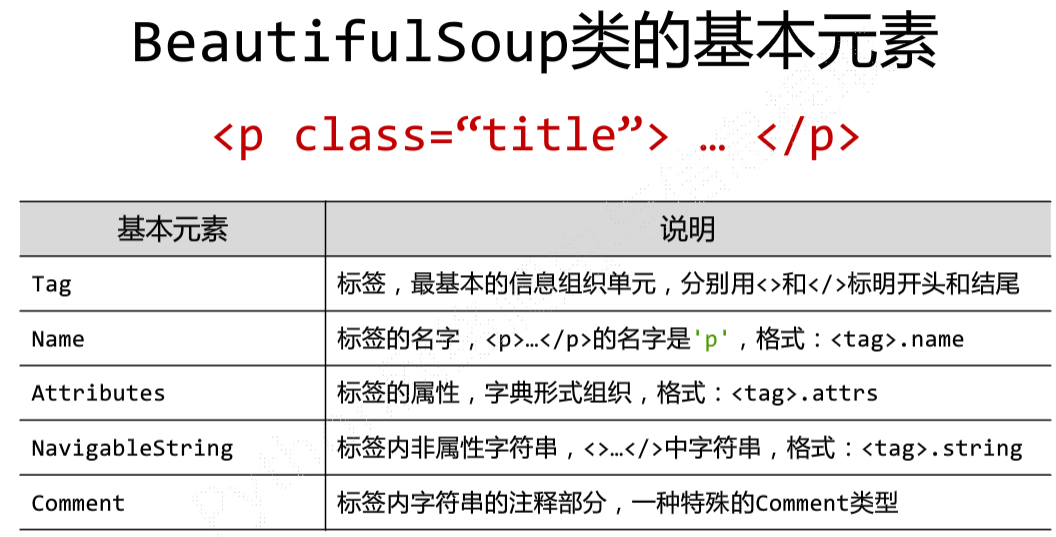 BeautifulSoup类的基本元素
<p class=“title”> … </p>
基本元素 说明
Tag 标签，最基本的信息组织单元，分别用<>和</>标明开头和结尾
Name 标签的名字，<p>…</p>的名字是'p'，格式：<tag>.name
Attributes 标签的属性，字典形式组织，格式：<tag>.attrs
NavigableString 标签内非属性字符串，<>…</>中字符串，格式：<tag>.string
Comment 标签内字符串的注释部分，一种特殊的Comment类型